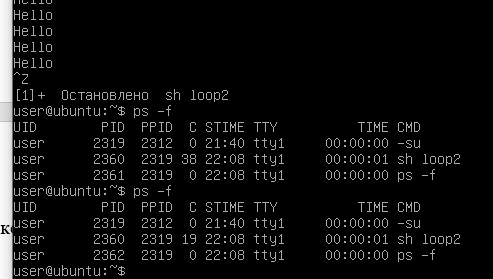 Hello
Hello
Hello
Hello
Hello
^Z
[1]+  Остановлено  sh loop2
user@ubuntu:~$ ps -f
UID        PID  PPID  C STIME TTY          TIME CMD
user      2319  2312  0 21:40 tty1     00:00:00 -su
user      2360  2319 38 22:08 tty1     00:00:01 sh loop2
user      2361  2319  0 22:08 tty1     00:00:00 ps -f
user@ubuntu:~$ ps -f
UID        PID  PPID  C STIME TTY          TIME CMD
user      2319  2312  0 21:40 tty1     00:00:00 -su
user      2360  2319 19 22:08 tty1     00:00:01 sh loop2
user      2362  2319  0 22:08 tty1     00:00:00 ps -f
user@ubuntu:~$